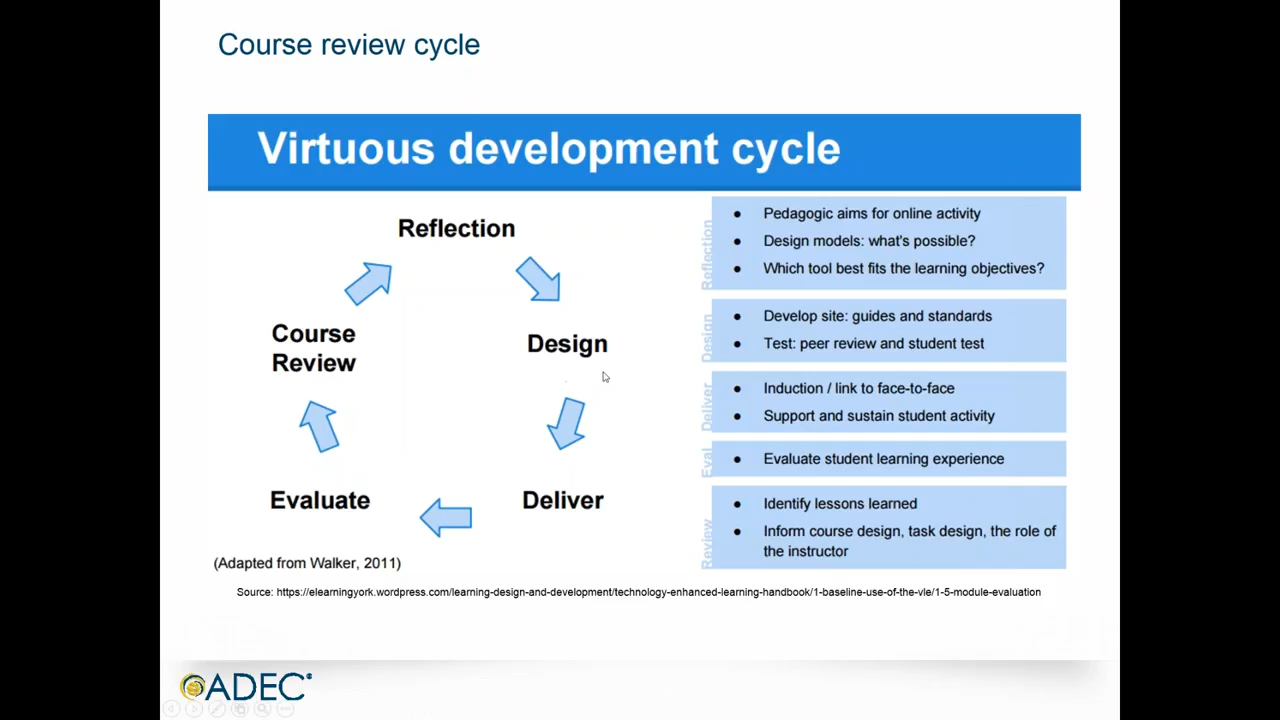 Course review cycle
Virtuous development cycle
Reflection
Design
Deliver
Evaluate
Course
Review
(Adapted from Walker, 2011)
Reflection
● Pedagogic aims for online activity
● Design models: what's possible?
● Which tool best fits the learning objectives?
Design
● Develop site: guides and standards
● Test: peer review and student test
Deliver
● Induction / link to face-to-face
● Support and sustain student activity
Eval
● Evaluate student learning experience
Review
● Identify lessons learned
● Inform course design, task design, the role of
the instructor
Source: https://elearningyork.wordpress.com/learning-design-and-development/technology-enhanced-learning-handbook/1-baseline-use-of-the-vle/1-5-module-evaluation
ADEC